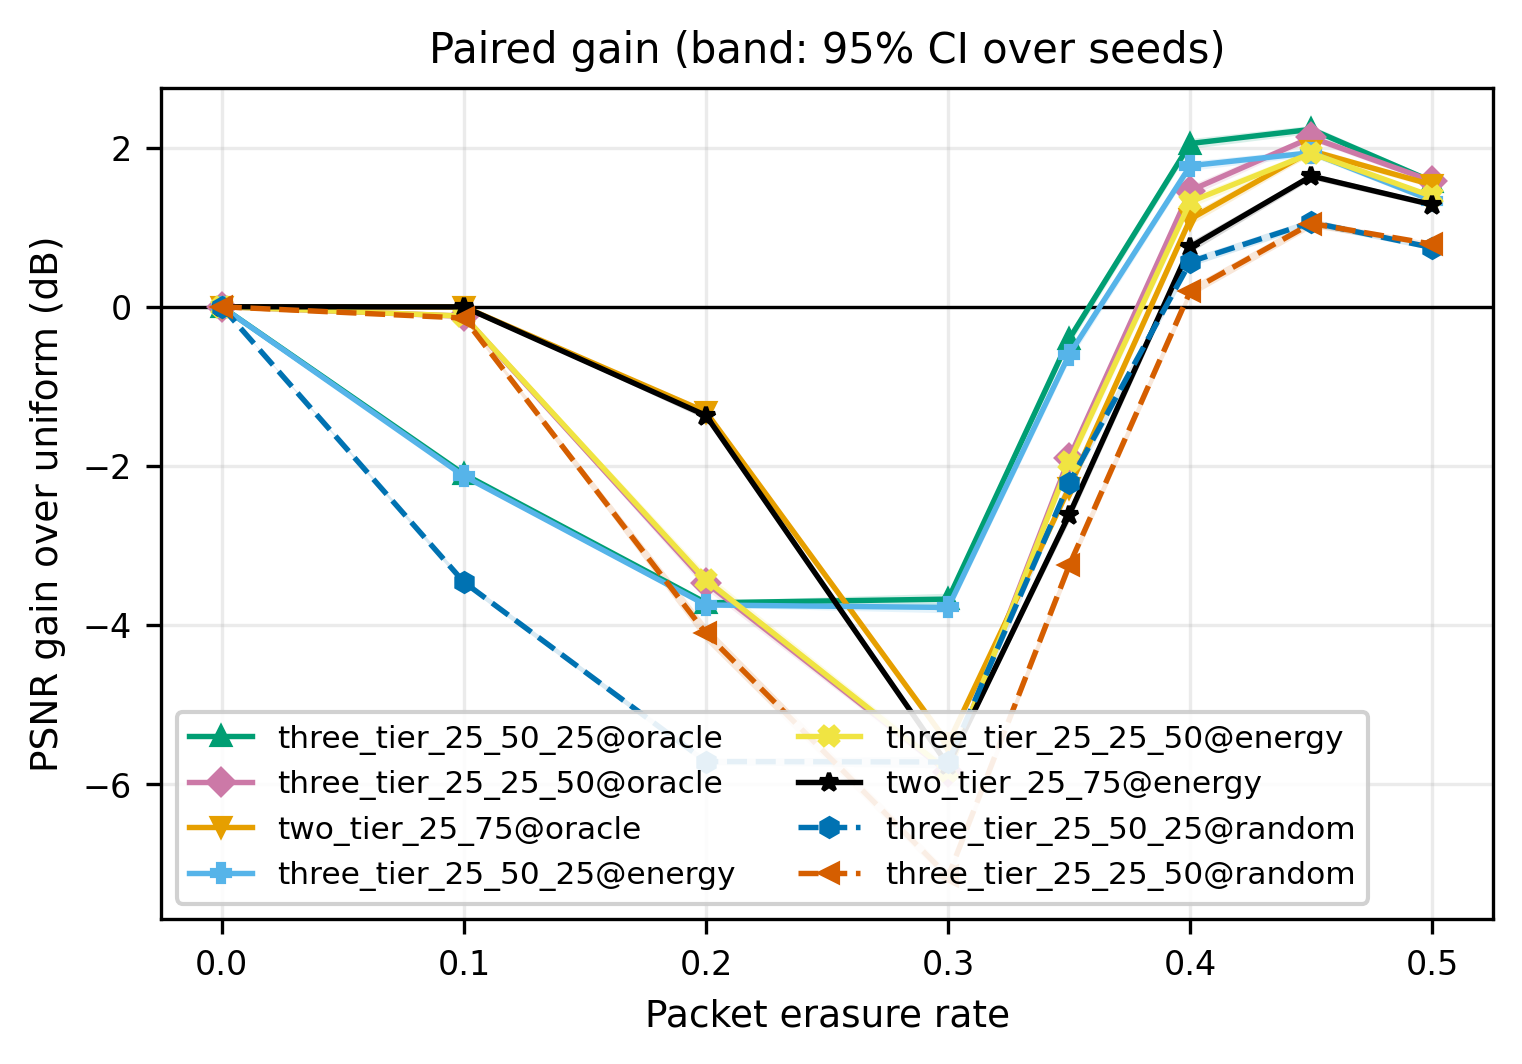 Paired gain (band: 95% CI over seeds)
PSNR gain over uniform (dB)
2
0
−2
−4
−6
three_tier_25_50_25@oracle
three_tier_25_25_50@oracle
two_tier_25_75@oracle
three_tier_25_50_25@energy
three_tier_25_25_50@energy
two_tier_25_75@energy
three_tier_25_50_25@random
three_tier_25_25_50@random
0.0 0.1 0.2 0.3 0.4 0.5
Packet erasure rate